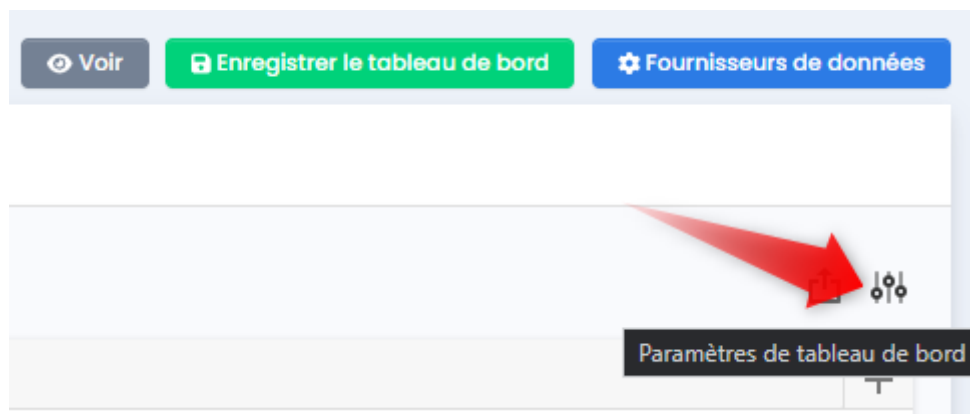 Voir
Enregistrer le tableau de bord
Fournisseurs de données
Paramètres de tableau de bord